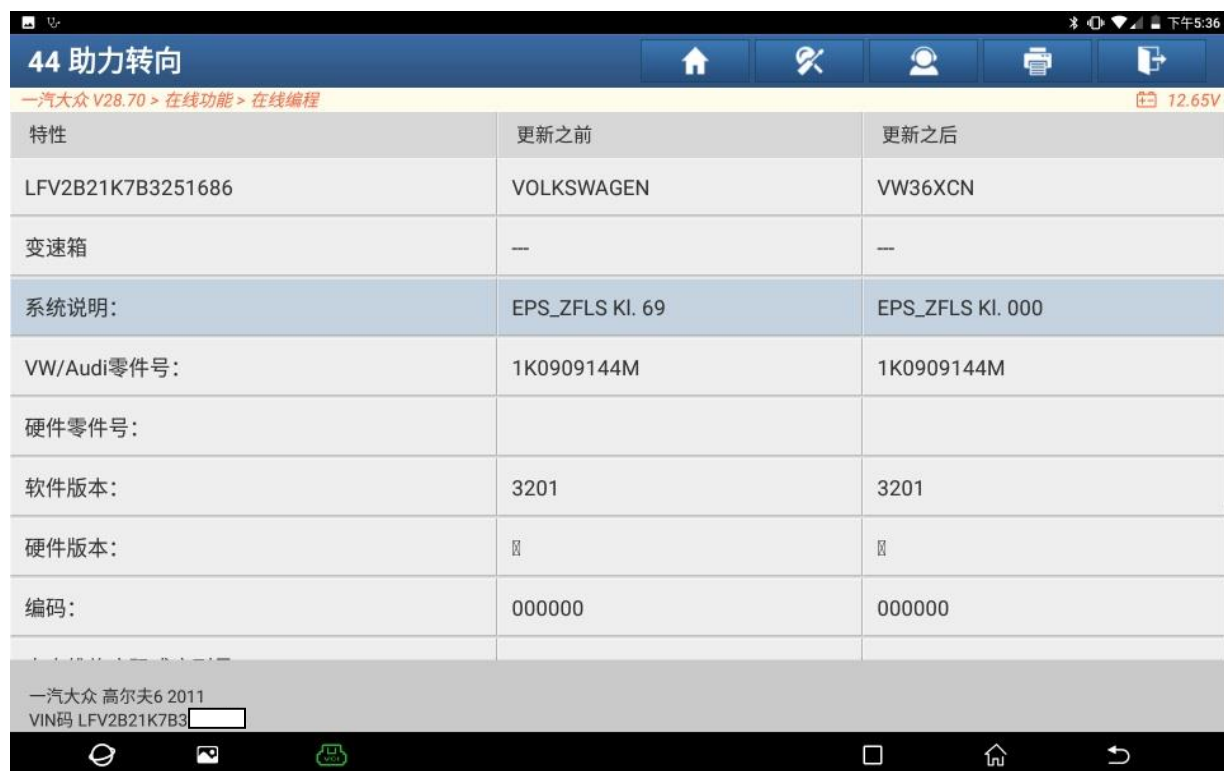 下午5:36
44 助力转向
一汽大众 V28.70 > 在线功能 > 在线编程 12.65V
特性 更新之前 更新之后
LFV2B21K7B3251686 VOLKSWAGEN VW36XCN
变速箱 --- ---
系统说明： EPS_ZFLS Kl. 69 EPS_ZFLS Kl. 000
VW/Audi零件号： 1K0909144M 1K0909144M
硬件零件号：
软件版本： 3201 3201
硬件版本：
编码： 000000 000000
一汽大众 高尔夫6 2011
VIN码 LFV2B21K7B3
VCI